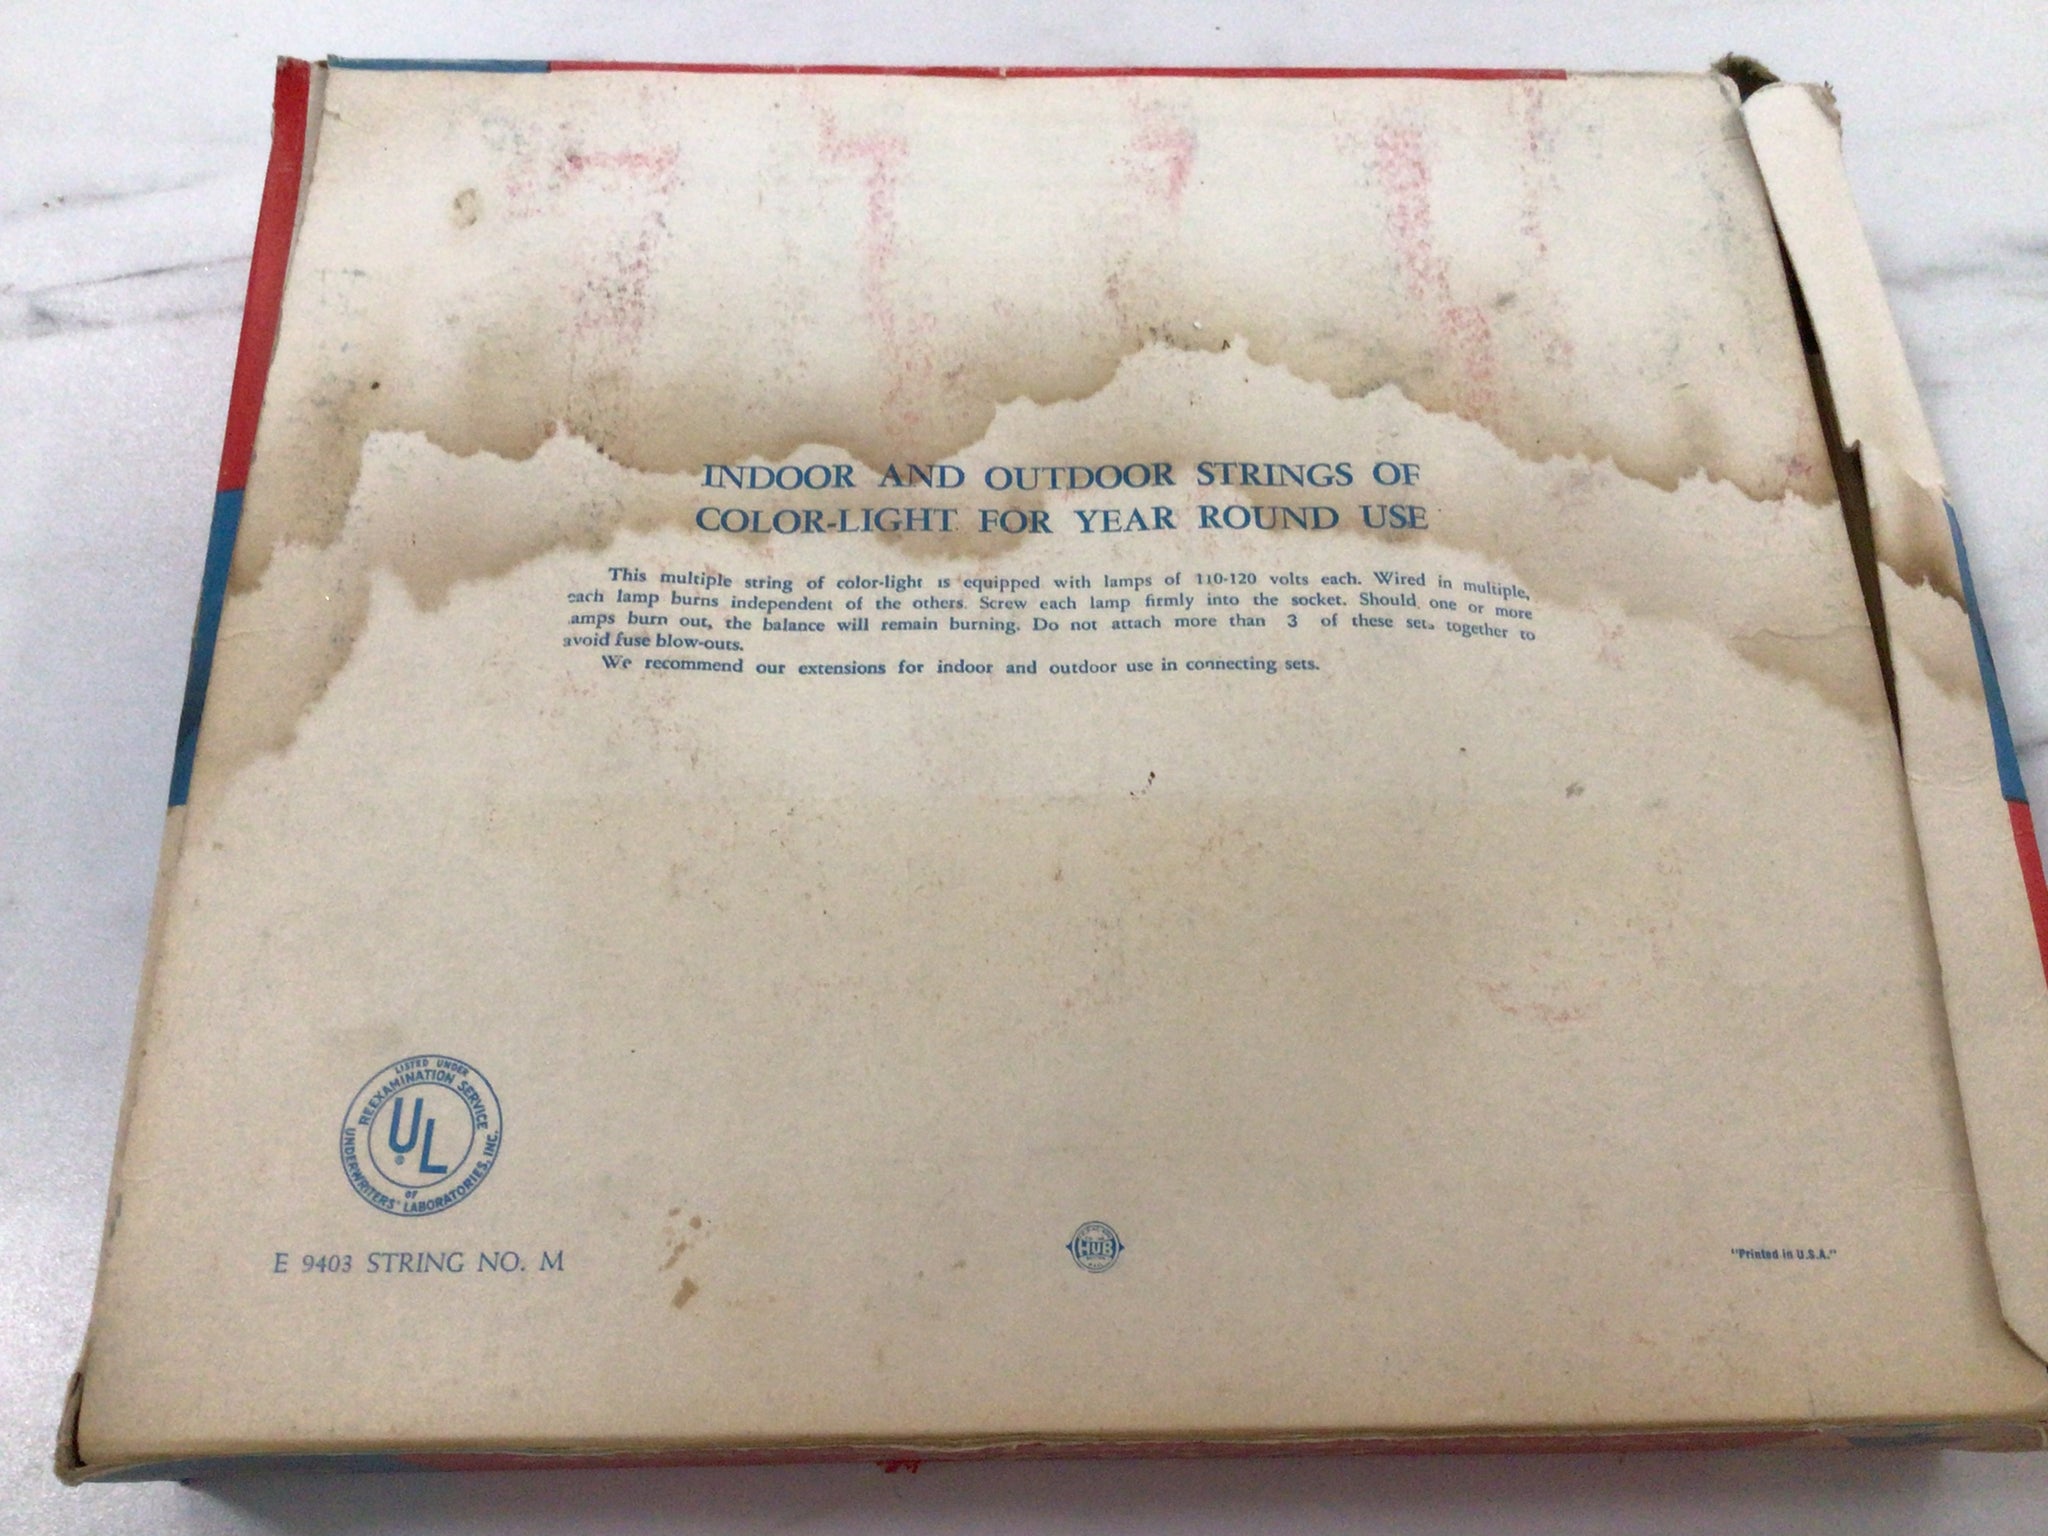 INDOOR AND OUTDOOR STRINGS OF
COLOR-LIGHT FOR YEAR ROUND USE
This multiple string of color-light is equipped with lamps of 110-120 volts each. Wired in multiple,
each lamp burns independent of the others. Screw each lamp firmly into the socket. Should one or more
lamps burn out, the balance will remain burning. Do not attach more than 3 of these sets together to
avoid fuse blow-outs.
We recommend our extensions for indoor and outdoor use in connecting sets.
LISTED UNDER
REEXAMINATION SERVICE
UL
®
OF
UNDERWRITERS' LABORATORIES, INC.
E 9403 STRING NO. M
HUB
"Printed in U.S.A."